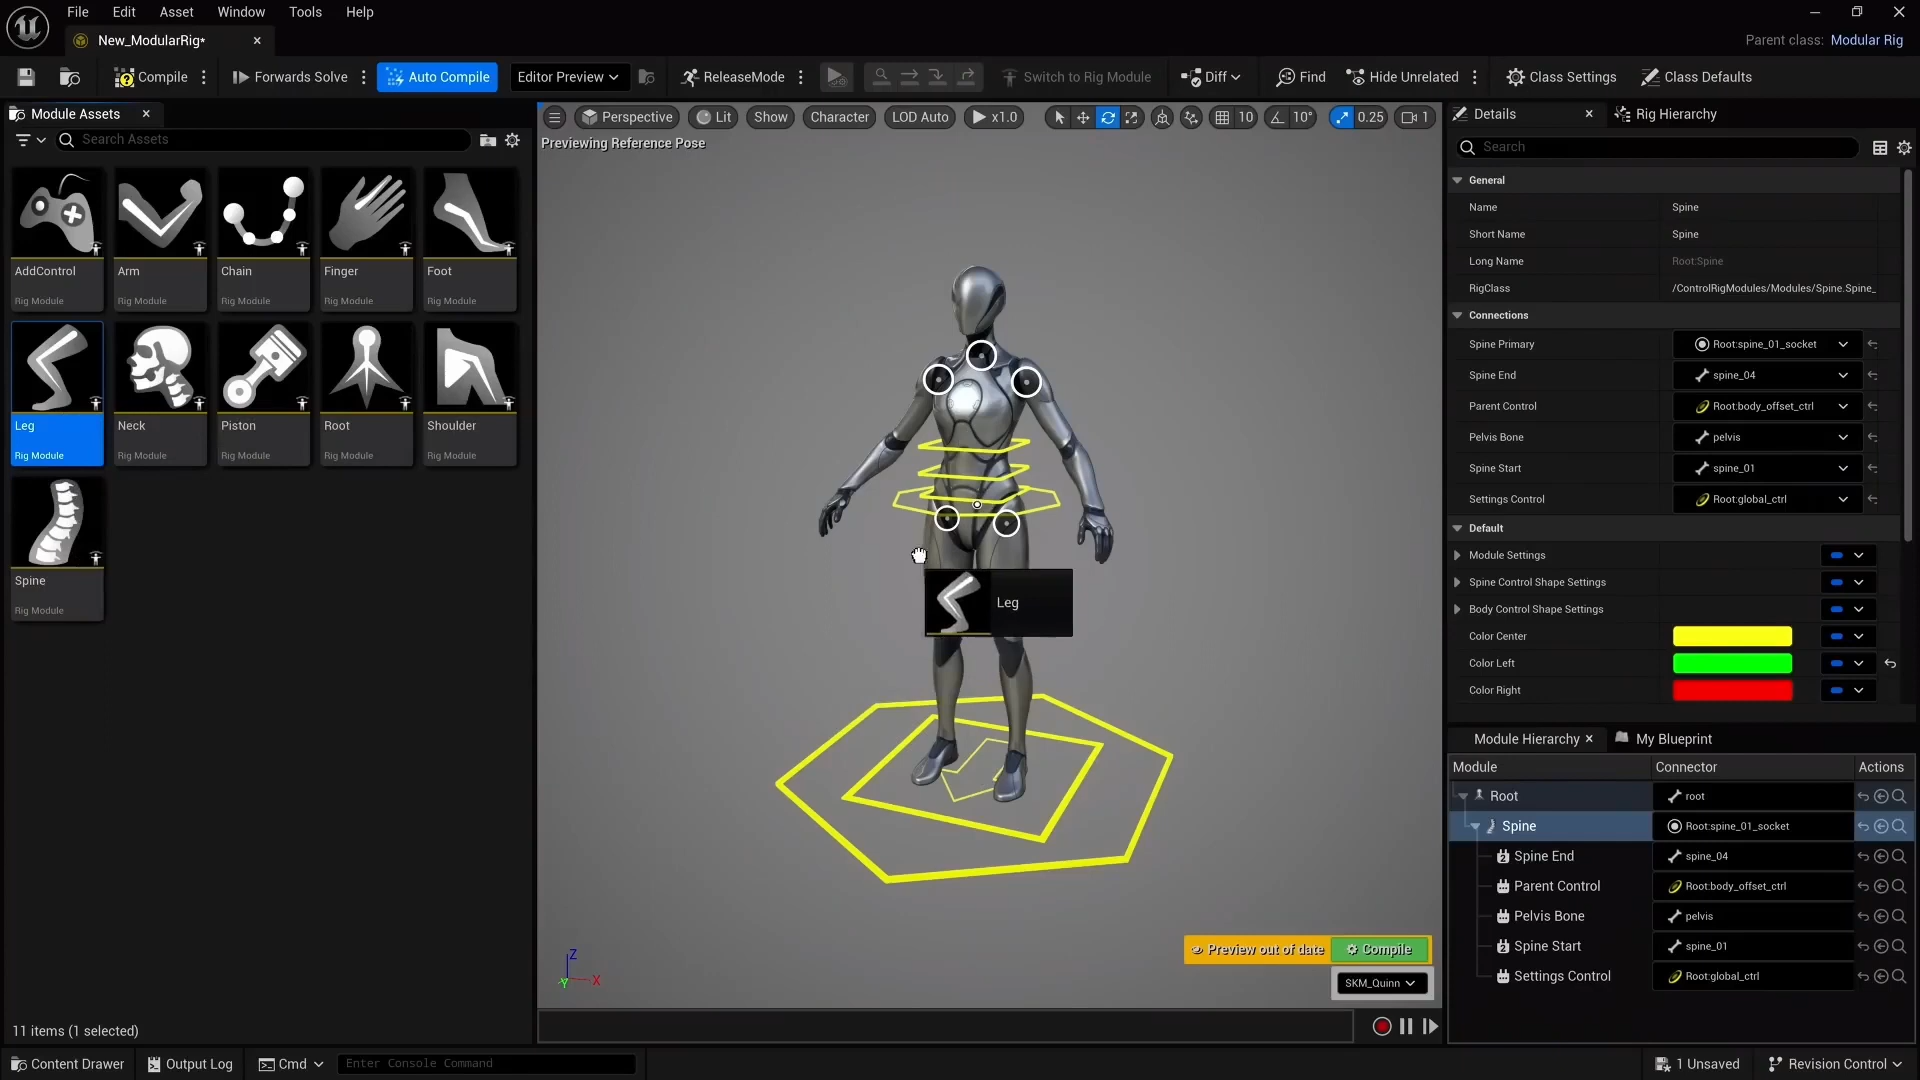 File Edit Asset Window Tools Help
New_ModularRig*
Parent class: Modular Rig
Compile Forwards Solve Auto Compile Editor Preview ReleaseMode Switch to Rig Module Diff Find Hide Unrelated Class Settings Class Defaults
Module Assets
Search Assets
AddControl
Rig Module
Arm
Rig Module
Chain
Rig Module
Finger
Rig Module
Foot
Rig Module
Leg
Rig Module
Neck
Rig Module
Piston
Rig Module
Root
Rig Module
Shoulder
Rig Module
Spine
Rig Module
11 items (1 selected)
Perspective Lit Show Character LOD Auto x1.0 10 10° 0.25 1
Previewing Reference Pose
Leg
Z
X
Y
Preview out of date Compile
SKM_Quinn
Details Rig Hierarchy
Search
General
Name Spine
Short Name Spine
Long Name Root:Spine
RigClass /ControlRigModules/Modules/Spine.Spine_
Connections
Spine Primary Root:spine_01_socket
Spine End spine_04
Parent Control Root:body_offset_ctrl
Pelvis Bone pelvis
Spine Start spine_01
Settings Control Root:global_ctrl
Default
Module Settings
Spine Control Shape Settings
Body Control Shape Settings
Color Center
Color Left
Color Right
Module Hierarchy My Blueprint
Module Connector Actions
Root root
Spine Root:spine_01_socket
Spine End spine_04
Parent Control Root:body_offset_ctrl
Pelvis Bone pelvis
Spine Start spine_01
Settings Control Root:global_ctrl
Content Drawer Output Log Cmd Enter Console Command 1 Unsaved Revision Control